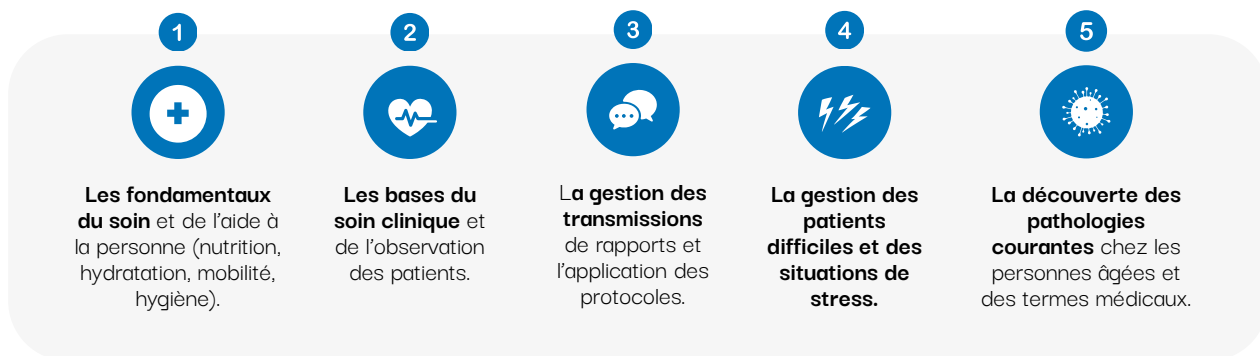 1
Les fondamentaux
du soin et de l'aide à
la personne (nutrition,
hydratation, mobilité,
hygiène).
2
Les bases du
soin clinique et
de l'observation
des patients.
3
La gestion des
transmissions
de rapports et
l'application des
protocoles.
4
La gestion des
patients
difficiles et des
situations de
stress.
5
La découverte des
pathologies
courantes chez les
personnes âgées et
des termes médicaux.